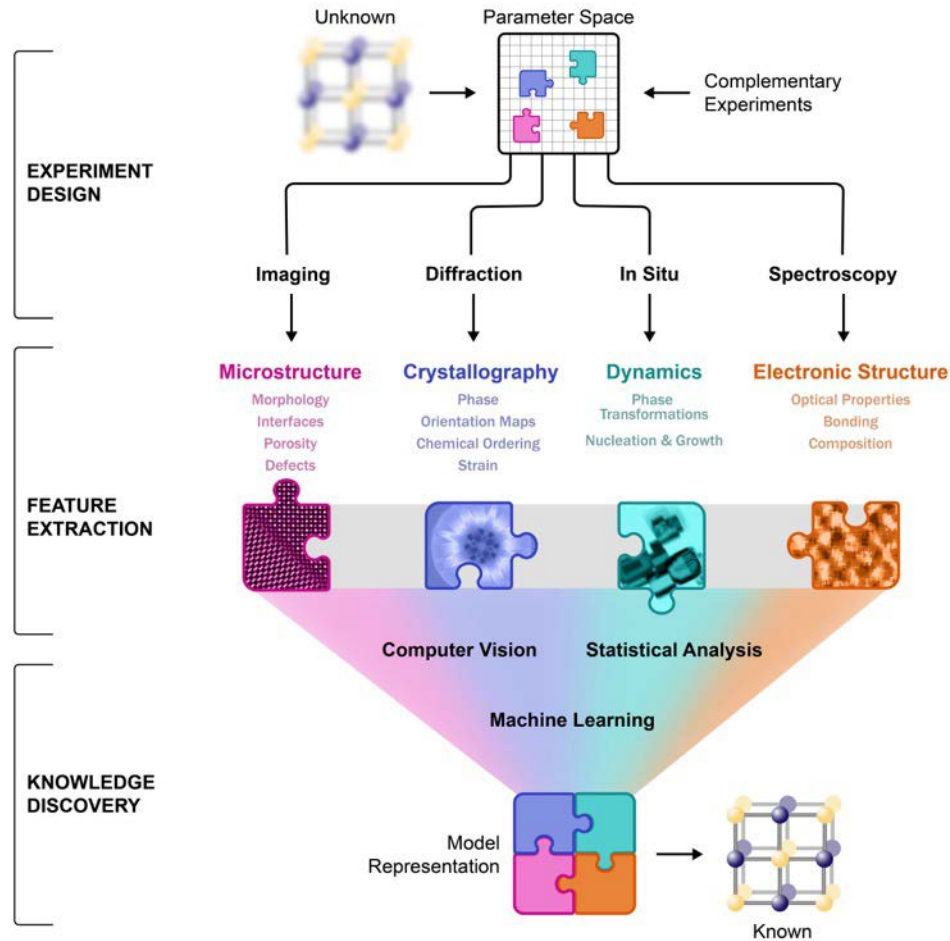 Unknown
Parameter Space
Complementary
Experiments
EXPERIMENT
DESIGN
Imaging
Diffraction
In Situ
Spectroscopy
Microstructure
Morphology
Interfaces
Porosity
Defects
Crystallography
Phase
Orientation Maps
Chemical Ordering
Strain
Dynamics
Phase
Transformations
Nucleation & Growth
Electronic Structure
Optical Properties
Bonding
Composition
FEATURE
EXTRACTION
Computer Vision
Statistical Analysis
Machine Learning
KNOWLEDGE
DISCOVERY
Model
Representation
Known